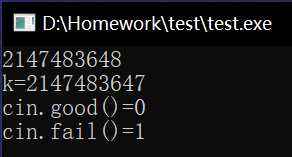 D:\Homework\test\test.exe
2147483648
k=2147483647
cin.good()=0
cin.fail()=1